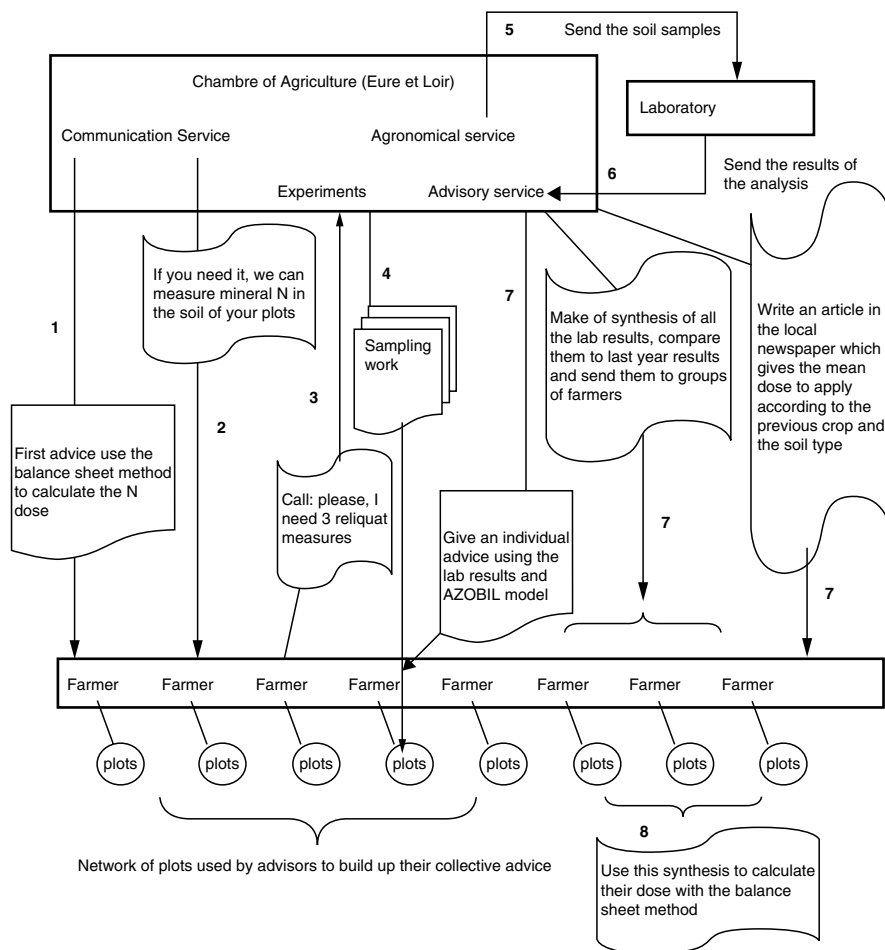 5
Send the soil samples
Chambre of Agriculture (Eure et Loir)
Laboratory
Communication Service
Agronomical service
6
Send the results of
the analysis
Experiments
Advisory service
If you need it, we can
measure mineral N in
the soil of your plots
4
7
1
Sampling
work
Make of synthesis of all
the lab results, compare
them to last year results
and send them to groups
of farmers
Write an article in
the local
newspaper which
gives the mean
dose to apply
according to the
previous crop and
the soil type
3
2
First advice use the
balance sheet method
to calculate the N
dose
Call: please, I
need 3 reliquat
measures
Give an individual
advice using the
lab results and
AZOBIL model
7
7
Farmer Farmer Farmer Farmer Farmer Farmer Farmer Farmer
plots plots plots plots plots plots plots plots
8
Network of plots used by advisors to build up their collective advice
Use this synthesis to calculate
their dose with the balance
sheet method